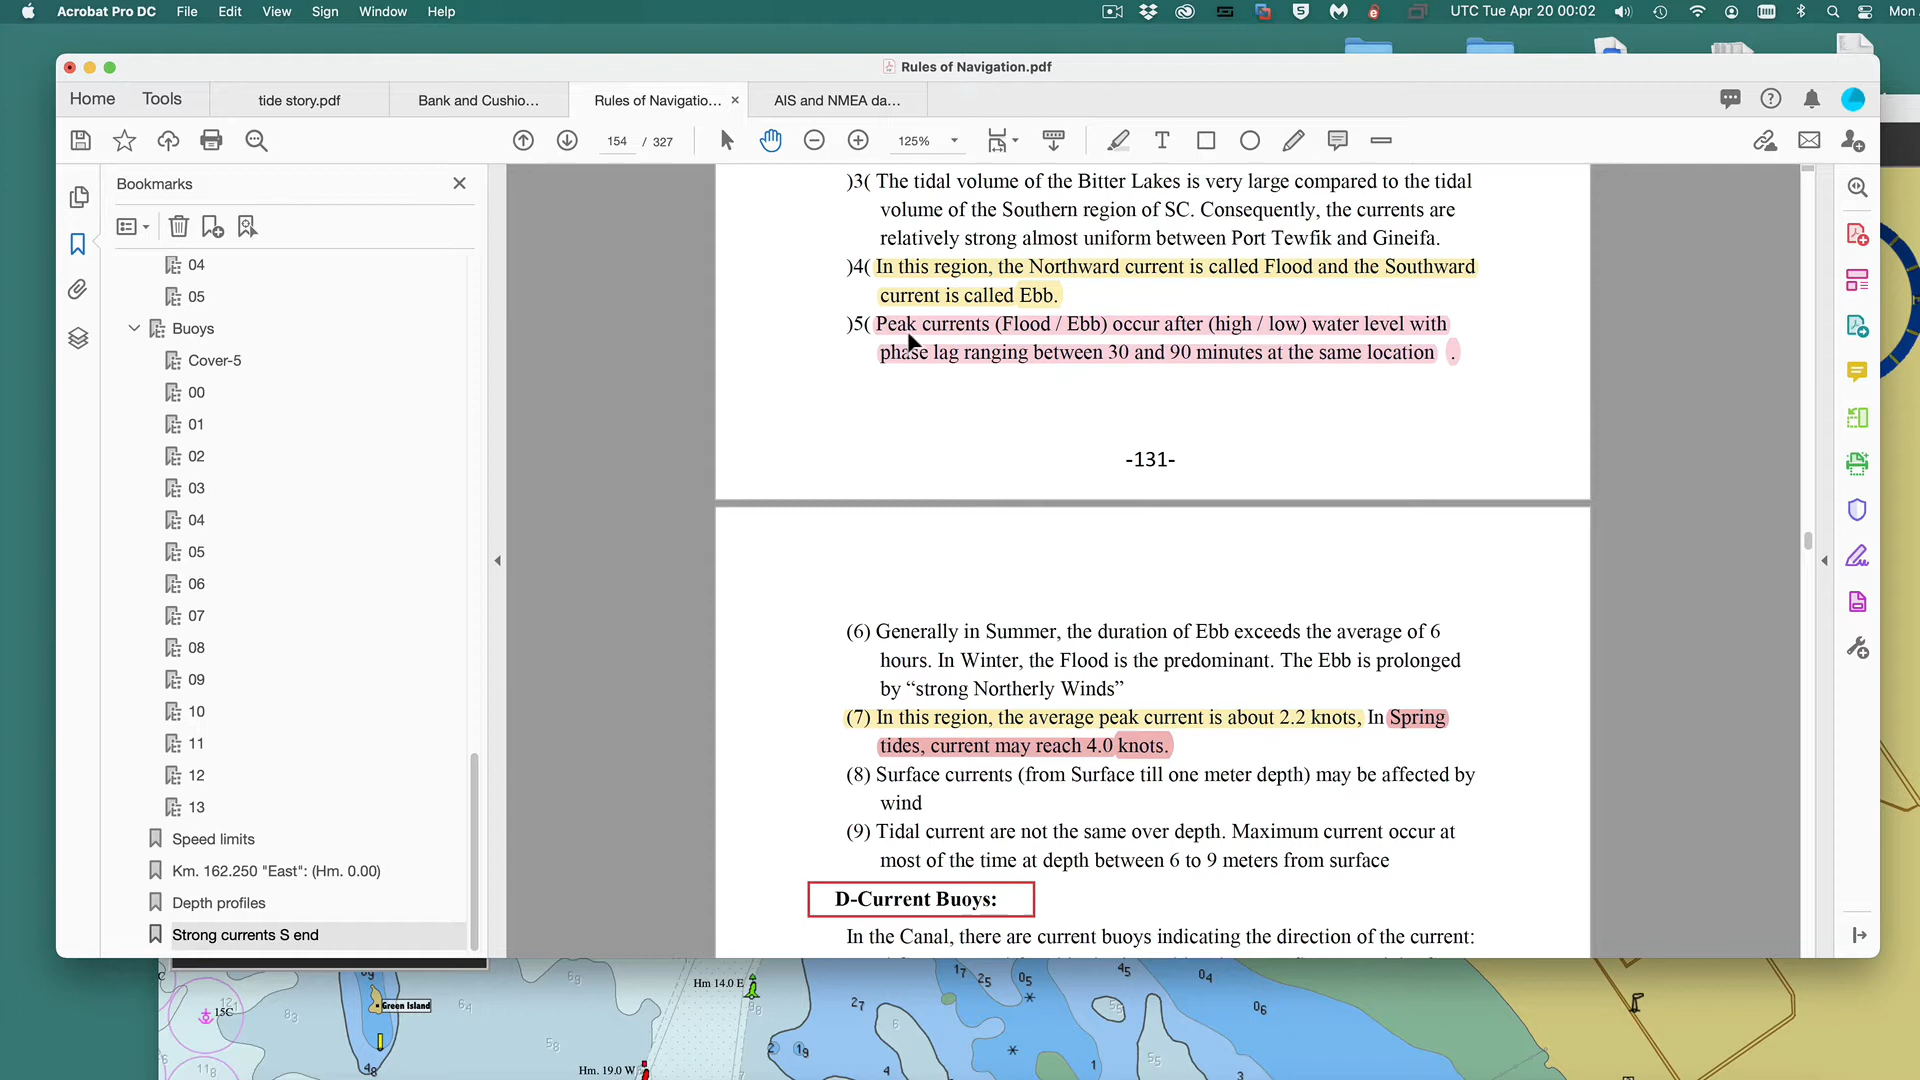 Acrobat Pro DC File Edit View Sign Window Help
UTC Tue Apr 20 00:02
Mon
Rules of Navigation.pdf
Home
Tools
tide story.pdf
Bank and Cushio...
Rules of Navigatio...
AIS and NMEA da...
154 / 327
125%
Bookmarks
04
05
Buoys
Cover-5
00
01
02
03
04
05
06
07
08
09
10
11
12
13
Speed limits
Km. 162.250 "East": (Hm. 0.00)
Depth profiles
Strong currents S end
)3( The tidal volume of the Bitter Lakes is very large compared to the tidal
volume of the Southern region of SC. Consequently, the currents are
relatively strong almost uniform between Port Tewfik and Gineifa.
)4( In this region, the Northward current is called Flood and the Southward
current is called Ebb.
)5( Peak currents (Flood / Ebb) occur after (high / low) water level with
phase lag ranging between 30 and 90 minutes at the same location .
-131-
(6) Generally in Summer, the duration of Ebb exceeds the average of 6
hours. In Winter, the Flood is the predominant. The Ebb is prolonged
by “strong Northerly Winds”
(7) In this region, the average peak current is about 2.2 knots, In Spring
tides, current may reach 4.0 knots.
(8) Surface currents (from Surface till one meter depth) may be affected by
wind
(9) Tidal current are not the same over depth. Maximum current occur at
most of the time at depth between 6 to 9 meters from surface
D-Current Buoys:
In the Canal, there are current buoys indicating the direction of the current:
Hm 14.0 E
Green Island
15C
Hm. 19.0 W